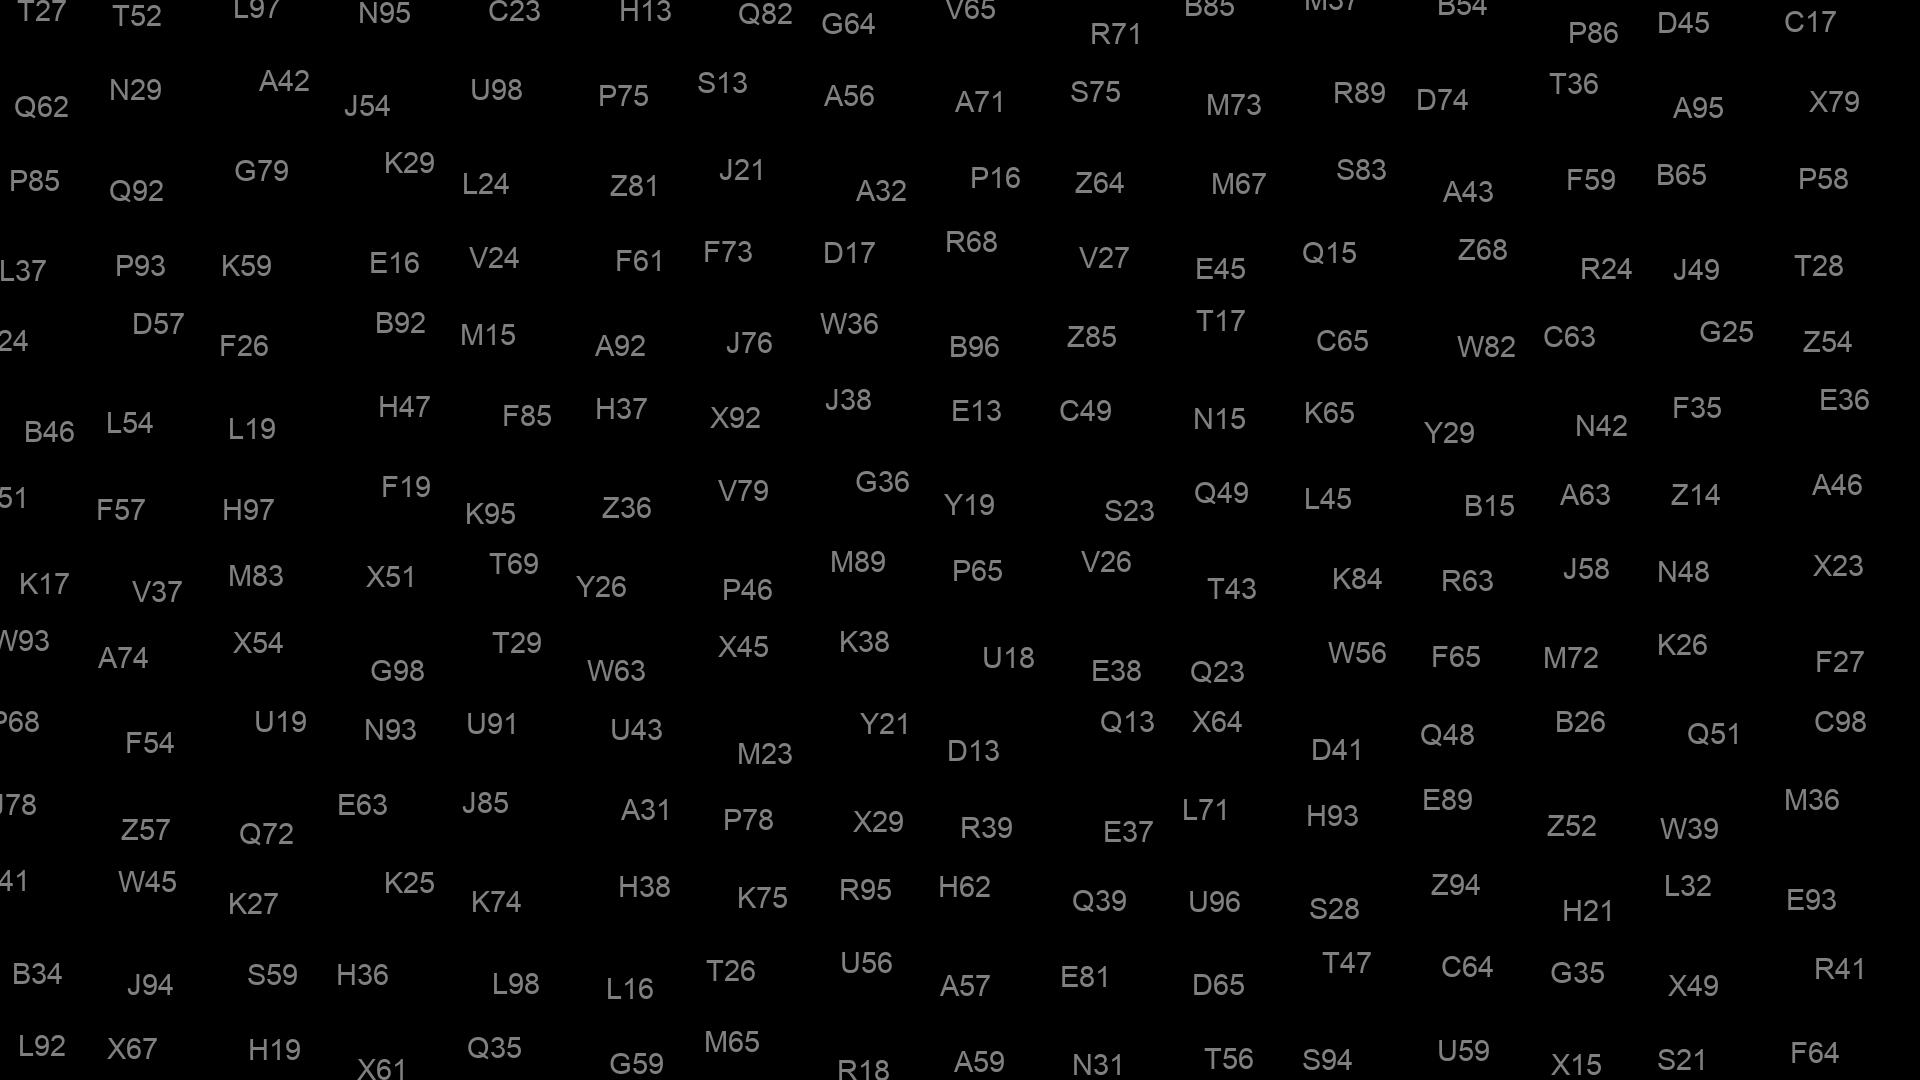 T27 T52 L97 N95 C23 H13 Q82 G64 V65 R71 B85 M37 B54 P86 D45 C17
Q62 N29 A42 J54 U98 P75 S13 A56 A71 S75 M73 R89 D74 T36 A95 X79
P85 Q92 G79 K29 L24 Z81 J21 A32 P16 Z64 M67 S83 A43 F59 B65 P58
L37 P93 K59 E16 V24 F61 F73 D17 R68 V27 E45 Q15 Z68 R24 J49 T28
24 D57 F26 B92 M15 A92 J76 W36 B96 Z85 T17 C65 W82 C63 G25 Z54
B46 L54 L19 H47 F85 H37 X92 J38 E13 C49 N15 K65 Y29 N42 F35 E36
51 F57 H97 F19 K95 Z36 V79 G36 Y19 S23 Q49 L45 B15 A63 Z14 A46
K17 V37 M83 X51 T69 Y26 P46 M89 P65 V26 T43 K84 R63 J58 N48 X23
W93 A74 X54 G98 T29 W63 X45 K38 U18 E38 Q23 W56 F65 M72 K26 F27
P68 F54 U19 N93 U91 U43 M23 Y21 D13 Q13 X64 D41 Q48 B26 Q51 C98
78 Z57 Q72 E63 J85 A31 P78 X29 R39 E37 L71 H93 E89 Z52 W39 M36
41 W45 K27 K25 K74 H38 K75 R95 H62 Q39 U96 S28 Z94 H21 L32 E93
B34 J94 S59 H36 L98 L16 T26 U56 A57 E81 D65 T47 C64 G35 X49 R41
L92 X67 H19 X61 Q35 G59 M65 R18 A59 N31 T56 S94 U59 X15 S21 F64